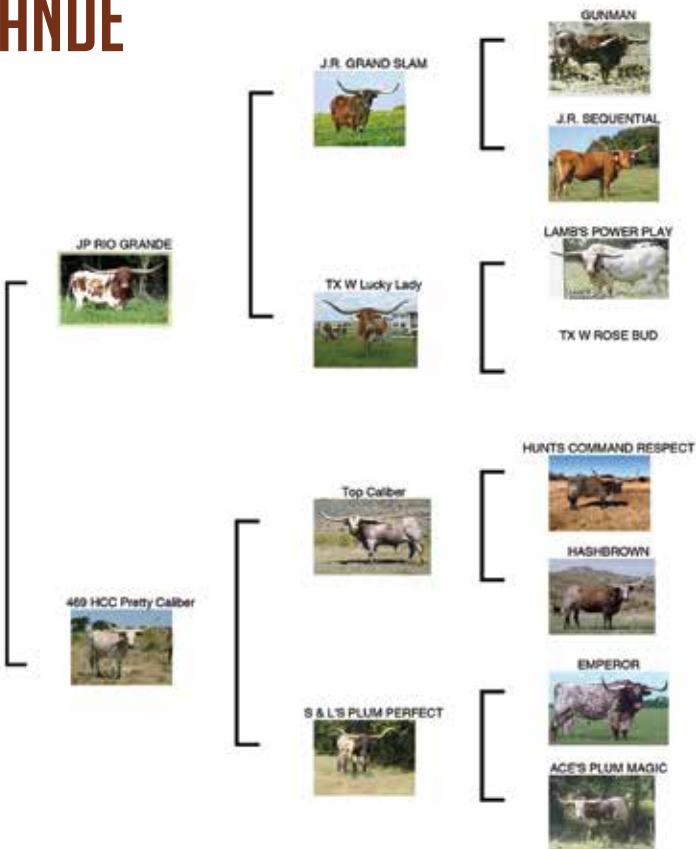 ANDE
GUNMAN
J.R. GRAND SLAM
J.R. SEQUENTIAL
JP RIO GRANDE
LAMB'S POWER PLAY
TX W Lucky Lady
TX W ROSE BUD
HUNTS COMMAND RESPECT
Top Caliber
HASHBROWN
469 HCC Pretty Caliber
EMPEROR
S & L'S PLUM PERFECT
ACE'S PLUM MAGIC